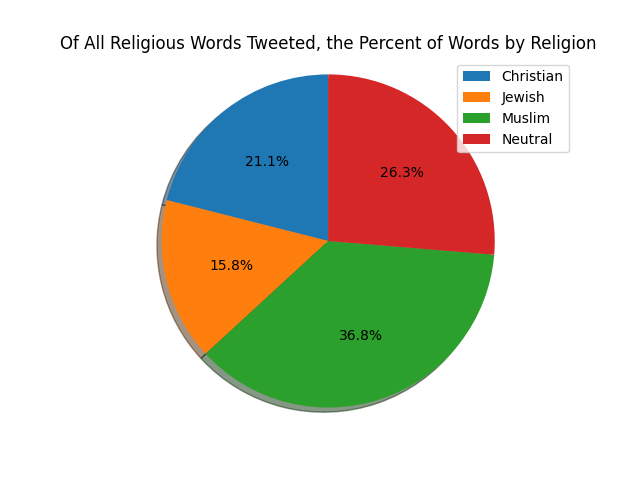 Of All Religious Words Tweeted, the Percent of Words by Religion
Christian
Jewish
Muslim
Neutral
21.1%
26.3%
15.8%
36.8%